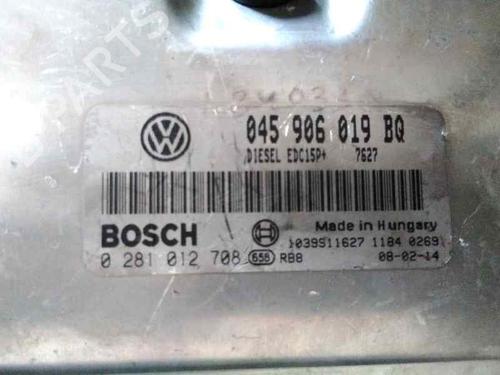 PARTS
045 906 019 BQ
DIESEL EDC15P+ 7627
BOSCH
Made in Hungary
1039S11627 1184 0269
0 281 012 708 656 RB8 08-02-14